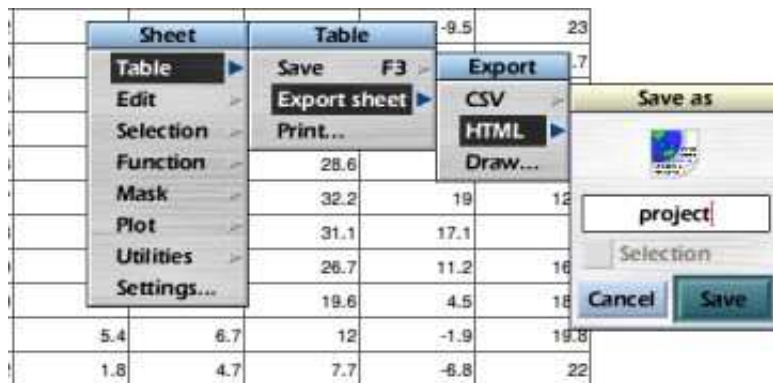 Sheet
Table
Edit
Selection
Function
Mask
Plot
Utilities
Settings...
Table
Save F3
Export sheet
Print...
Export
CSV
HTML
Draw...
Save as
project
Selection
Cancel Save
-9.5 23
.7
28.6
32.2 19 12
31.1 17.1
26.7 11.2 16
19.6 4.5 18
5.4 6.7 12 -1.9 19.8
1.8 4.7 7.7 -6.8 22